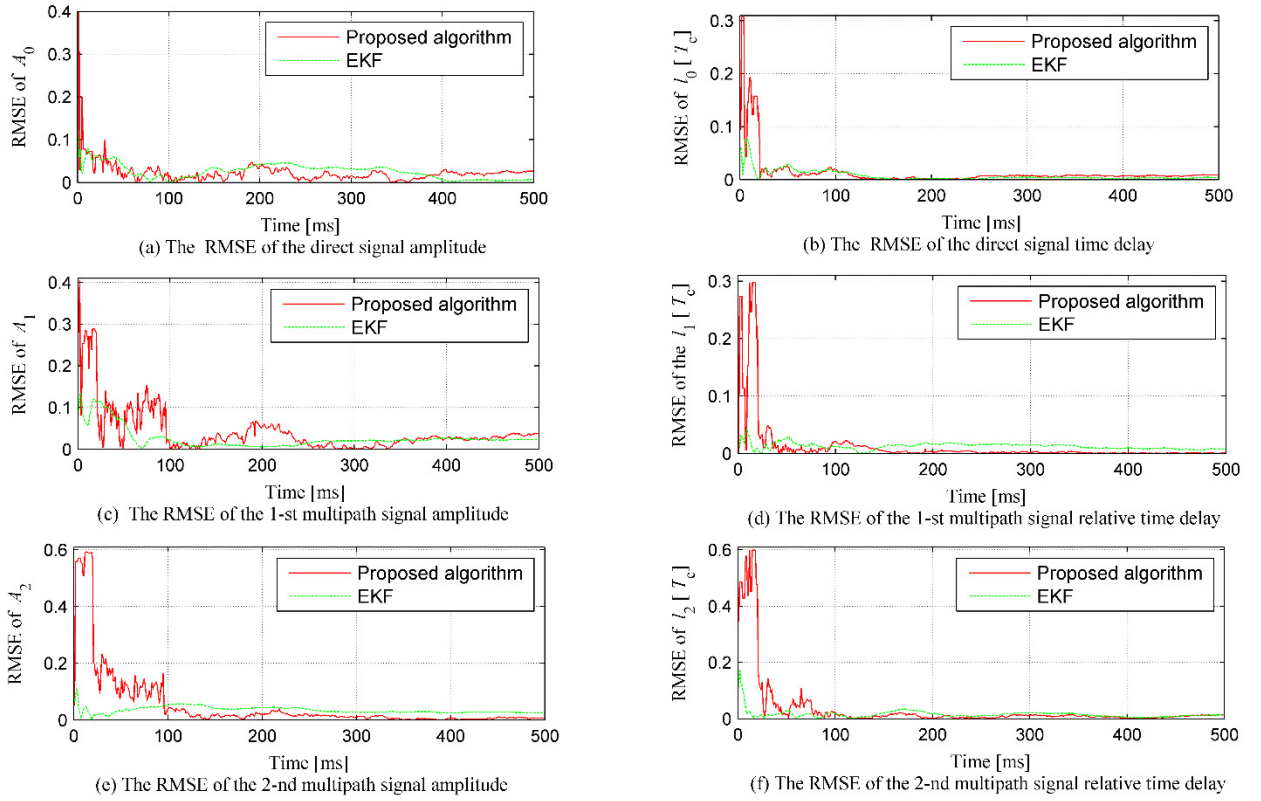 0.4
0.3
0.2
0.1
0
RMSE of A0
Proposed algorithm
EKF
0 100 200 300 400 500
Time [ms]
(a) The RMSE of the direct signal amplitude
0.3
0.2
0.1
0
RMSE of l0 [Tc]
Proposed algorithm
EKF
0 100 200 300 400 500
Time [ms]
(b) The RMSE of the direct signal time delay
0.4
0.3
0.2
0.1
0
RMSE of A1
Proposed algorithm
EKF
0 100 200 300 400 500
Time [ms]
(c) The RMSE of the 1-st multipath signal amplitude
0.3
0.2
0.1
0
RMSE of the l1 [Tc]
Proposed algorithm
EKF
0 100 200 300 400 500
Time [ms]
(d) The RMSE of the 1-st multipath signal relative time delay
0.6
0.4
0.2
0
RMSE of A2
Proposed algorithm
EKF
0 100 200 300 400 500
Time [ms]
(e) The RMSE of the 2-nd multipath signal amplitude
0.6
0.4
0.2
0
RMSE of l2 [Tc]
Proposed algorithm
EKF
0 100 200 300 400 500
Time [ms]
(f) The RMSE of the 2-nd multipath signal relative time delay